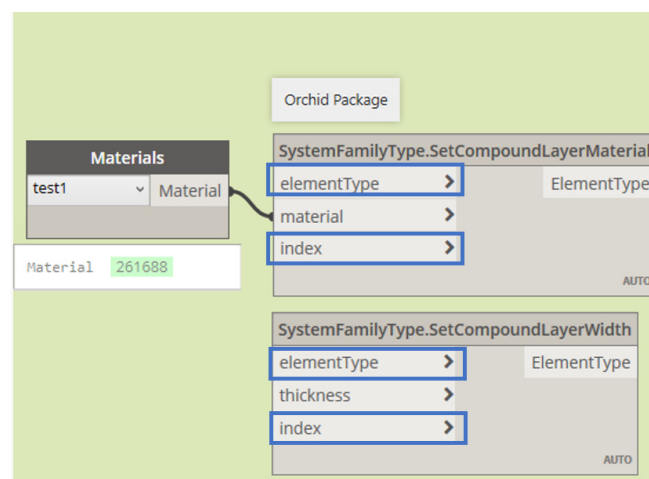 Orchid Package
Materials
test1
Material
Material 261688
SystemFamilyType.SetCompoundLayerMaterial
elementType
ElementType
material
index
AUTO
SystemFamilyType.SetCompoundLayerWidth
elementType
ElementType
thickness
index
AUTO